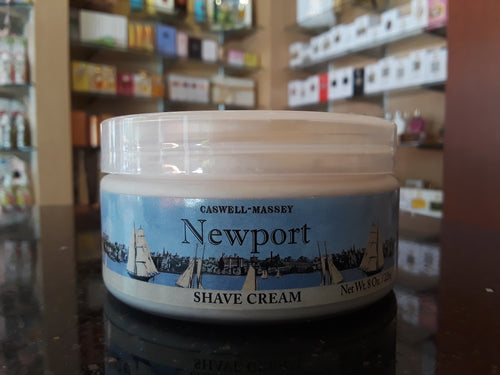 CASWELL-MASSEY
Newport
SHAVE CREAM
Net Wt. 8 Oz.